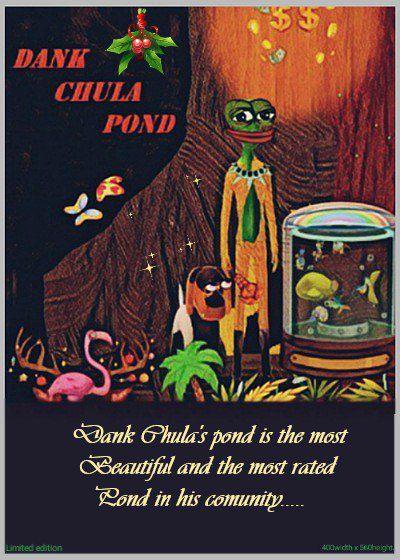 DANK
CHULA
POND
Dank Chula's pond is the most
Beautiful and the most rated
Pond in his comunity.....
Limited edition
400width x 560height.